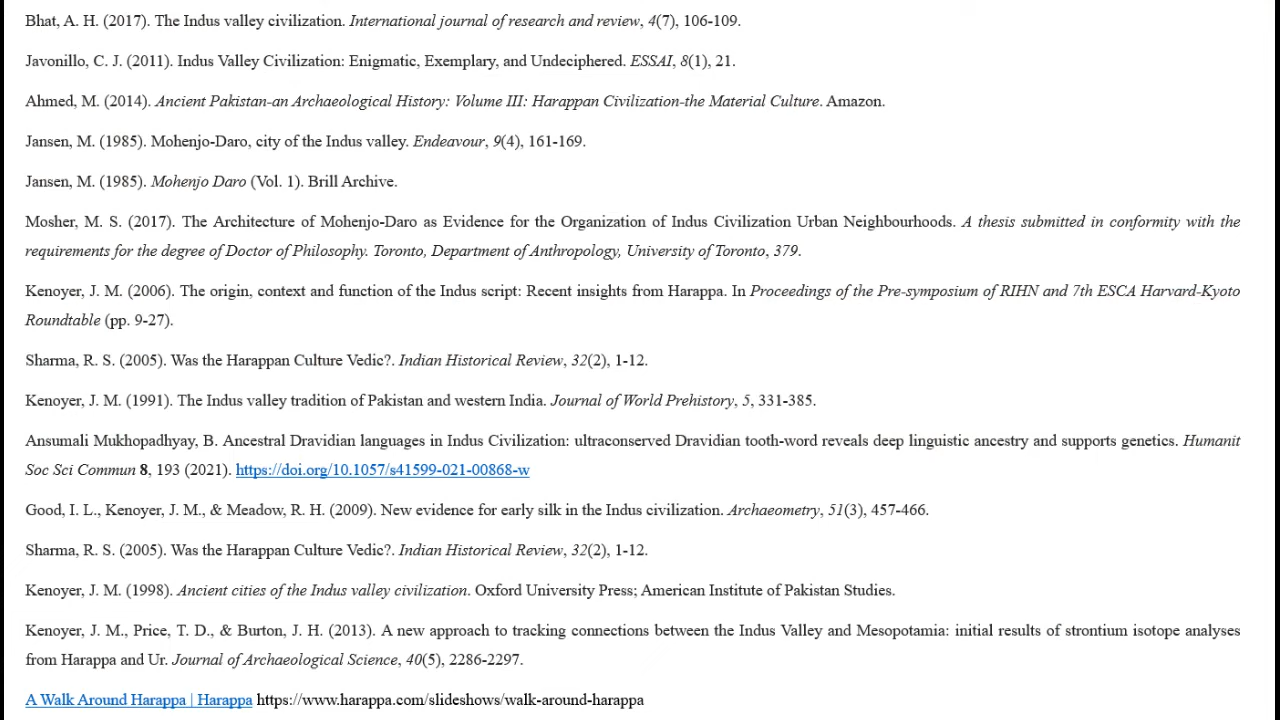 Bhat, A. H. (2017). The Indus valley civilization. International journal of research and review, 4(7), 106-109.
Javonillo, C. J. (2011). Indus Valley Civilization: Enigmatic, Exemplary, and Undeciphered. ESSAI, 8(1), 21.
Ahmed, M. (2014). Ancient Pakistan-an Archaeological History: Volume III: Harappan Civilization-the Material Culture. Amazon.
Jansen, M. (1985). Mohenjo-Daro, city of the Indus valley. Endeavour, 9(4), 161-169.
Jansen, M. (1985). Mohenjo Daro (Vol. 1). Brill Archive.
Mosher, M. S. (2017). The Architecture of Mohenjo-Daro as Evidence for the Organization of Indus Civilization Urban Neighbourhoods. A thesis submitted in conformity with the
requirements for the degree of Doctor of Philosophy. Toronto, Department of Anthropology, University of Toronto, 379.
Kenoyer, J. M. (2006). The origin, context and function of the Indus script: Recent insights from Harappa. In Proceedings of the Pre-symposium of RIHN and 7th ESCA Harvard-Kyoto
Roundtable (pp. 9-27).
Sharma, R. S. (2005). Was the Harappan Culture Vedic?. Indian Historical Review, 32(2), 1-12.
Kenoyer, J. M. (1991). The Indus valley tradition of Pakistan and western India. Journal of World Prehistory, 5, 331-385.
Ansumali Mukhopadhyay, B. Ancestral Dravidian languages in Indus Civilization: ultraconserved Dravidian tooth-word reveals deep linguistic ancestry and supports genetics. Humanit
Soc Sci Commun 8, 193 (2021). https://doi.org/10.1057/s41599-021-00868-w
Good, I. L., Kenoyer, J. M., & Meadow, R. H. (2009). New evidence for early silk in the Indus civilization. Archaeometry, 51(3), 457-466.
Sharma, R. S. (2005). Was the Harappan Culture Vedic?. Indian Historical Review, 32(2), 1-12.
Kenoyer, J. M. (1998). Ancient cities of the Indus valley civilization. Oxford University Press; American Institute of Pakistan Studies.
Kenoyer, J. M., Price, T. D., & Burton, J. H. (2013). A new approach to tracking connections between the Indus Valley and Mesopotamia: initial results of strontium isotope analyses
from Harappa and Ur. Journal of Archaeological Science, 40(5), 2286-2297.
A Walk Around Harappa | Harappa https://www.harappa.com/slideshows/walk-around-harappa